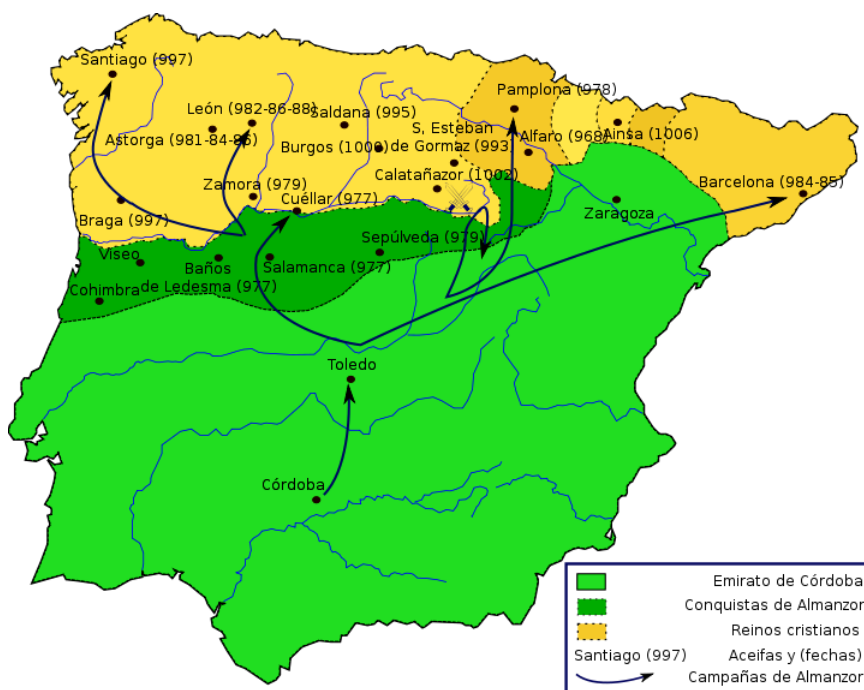 Santiago (997)
Pamplona (978)
León (982-86-88)
Saldana (995)
Astorga (981-84-86)
S, Esteban
de Gormaz (993)
Burgos (1000)
Alfaro (968)
Ainsa (1006)
Calatañazor (1002)
Barcelona (984-85)
Zamora (979)
Cuéllar (977)
Zaragoza
Braga (997)
Sepúlveda (979)
Viseo
Baños
de Ledesma (977)
Salamanca (977)
Cohimbra
Toledo
Córdoba
Emirato de Córdoba
Conquistas de Almanzor
Reinos cristianos
Santiago (997) Aceifas y (fechas)
Campañas de Almanzor